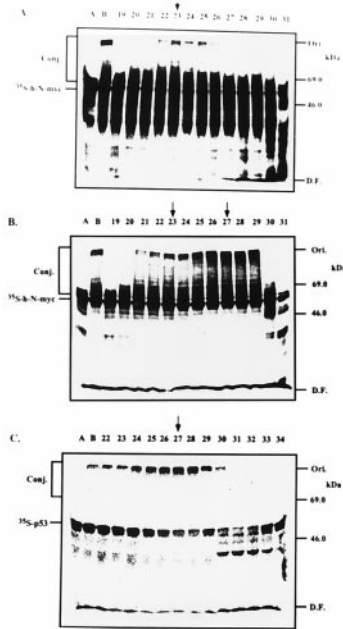 A.
A B 19 20 21 22 23 24 25 26 27 28 29 30 31
Ori.
Conj.
kDa
69.0
³⁵S-h-N-myc
46.0
D.F.
B.
A B 19 20 21 22 23 24 25 26 27 28 29 30 31
Ori.
Conj.
kDa
69.0
³⁵S-h-N-myc
46.0
D.F.
C.
A B 22 23 24 25 26 27 28 29 30 31 32 33 34
Ori.
Conj.
kDa
69.0
³⁵S-p53
46.0
D.F.